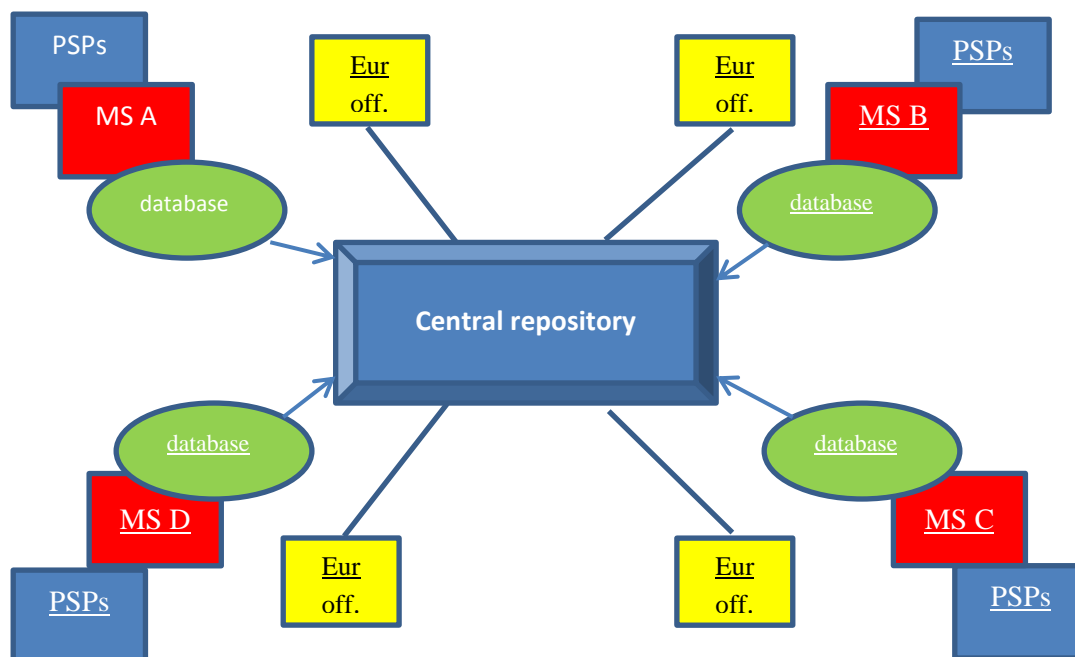 PSPs
Eur
off.
Eur
off.
PSPs
MS A
MS B
database
database
Central repository
database
database
MS D
MS C
Eur
off.
Eur
off.
PSPs
PSPs